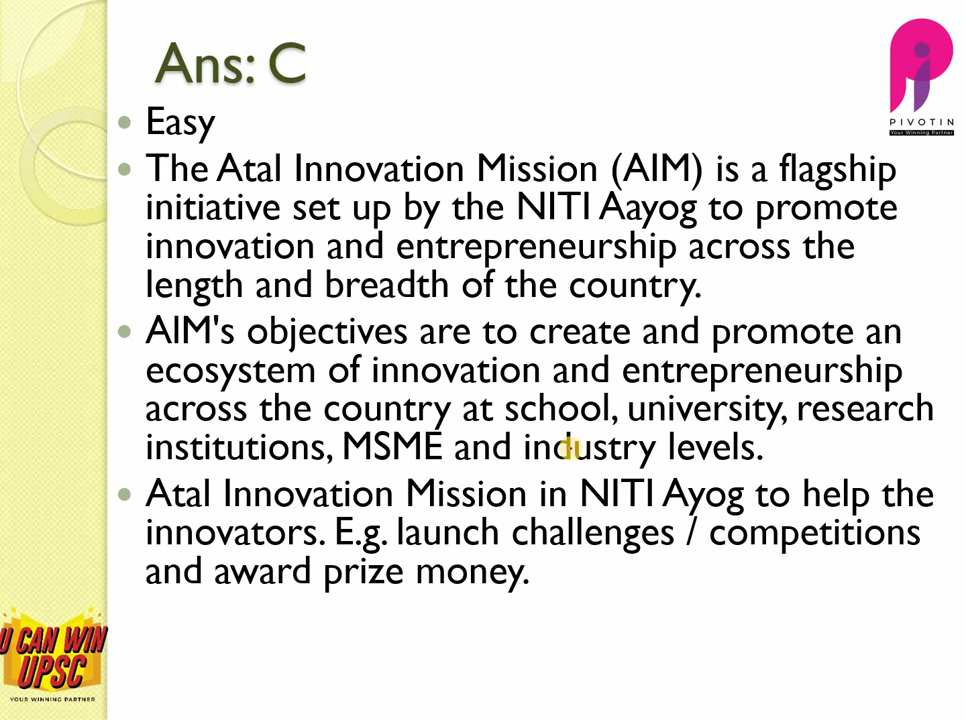 Ans: C
PIVOTIN
Your Winning Partner
Easy
The Atal Innovation Mission (AIM) is a flagship
initiative set up by the NITI Aayog to promote
innovation and entrepreneurship across the
length and breadth of the country.
AIM's objectives are to create and promote an
ecosystem of innovation and entrepreneurship
across the country at school, university, research
institutions, MSME and industry levels.
Atal Innovation Mission in NITI Ayog to help the
innovators. E.g. launch challenges / competitions
and award prize money.
U CAN WIN
UPSC
YOUR WINNING PARTNER